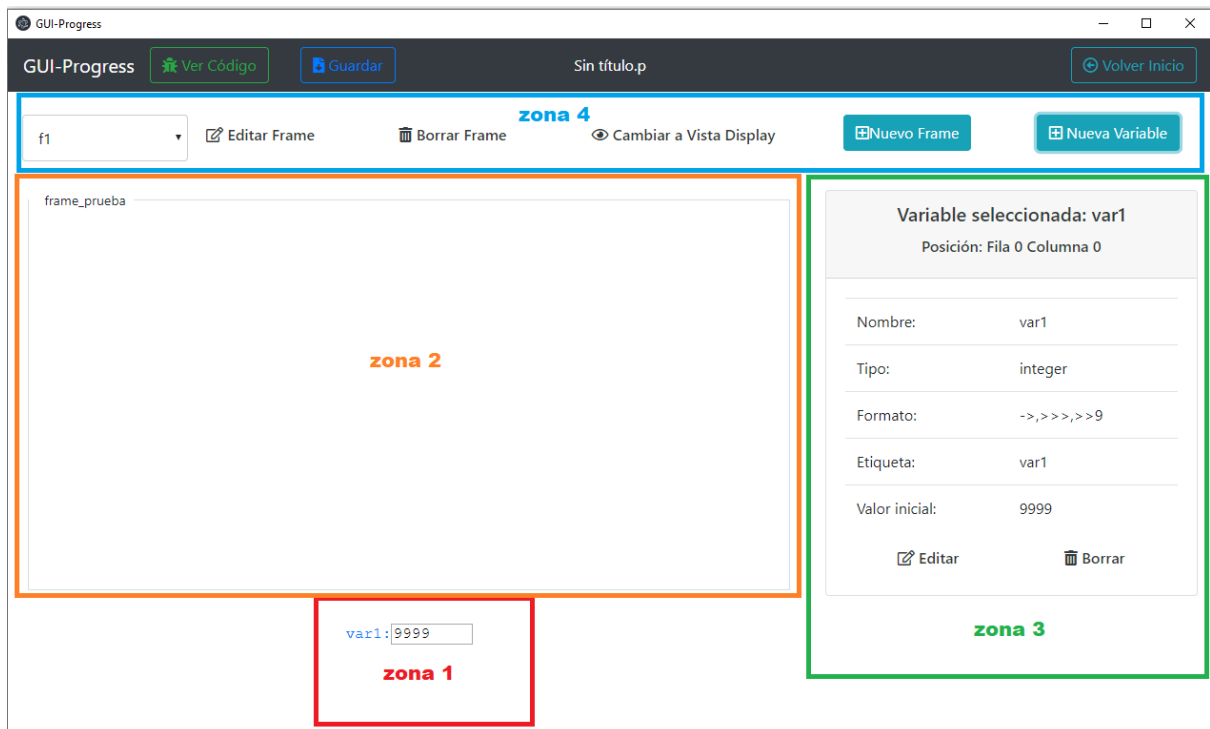 GUI-Progress
GUI-Progress Ver Código Guardar Sin título.p Volver Inicio
zona 4
f1 Editar Frame Borrar Frame Cambiar a Vista Display Nuevo Frame Nueva Variable
frame_prueba
zona 2
Variable seleccionada: var1
Posición: Fila 0 Columna 0
Nombre: var1
Tipo: integer
Formato: ->,>>>,>>9
Etiqueta: var1
Valor inicial: 9999
Editar Borrar
zona 3
var1:9999
zona 1